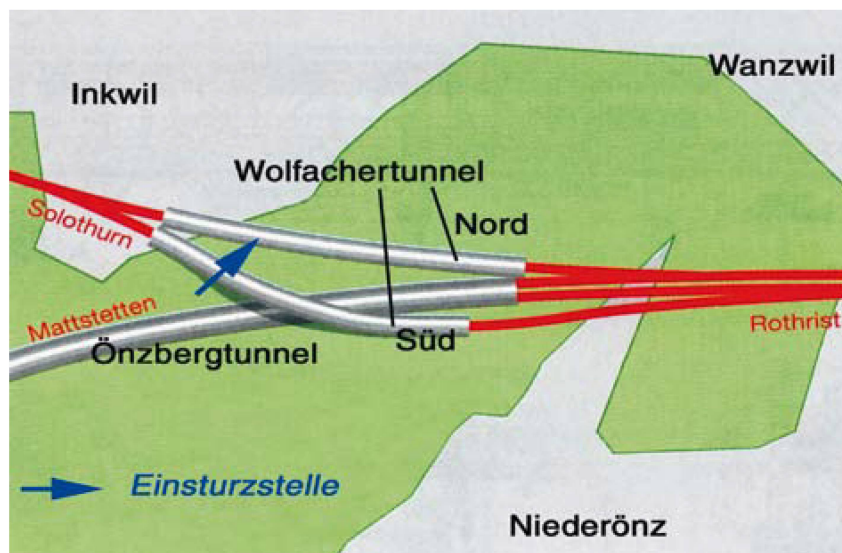 Wanzwil
Inkwil
Wolfachertunnel
Solothurn
Nord
Mattstetten
Rothrist
Önzbergtunnel
Süd
Einsturzstelle
Niederönz